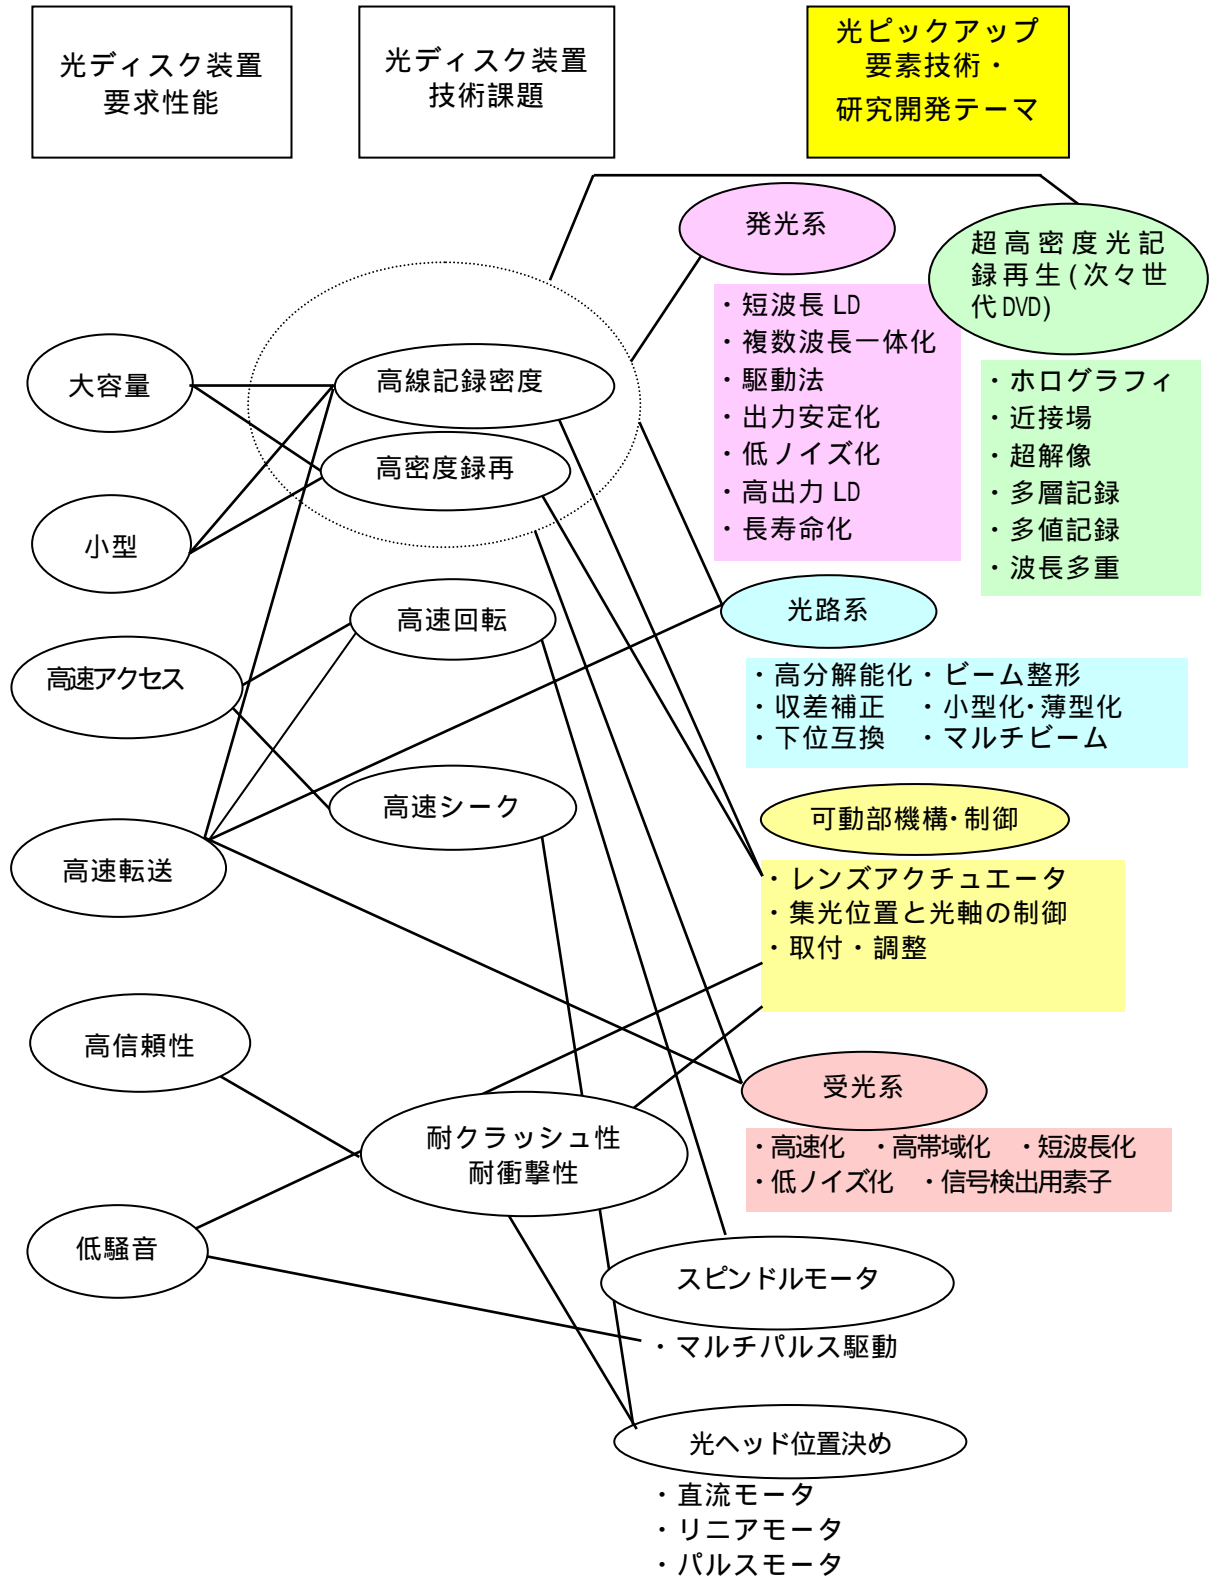 光ディスク装置
要求性能
光ディスク装置
技術課題
光ピックアップ
要素技術・
研究開発テーマ
大容量
小型
高速アクセス
高速転送
高信頼性
低騒音
高線記録密度
高密度録再
高速回転
高速シーク
耐クラッシュ性
耐衝撃性
発光系
・短波長 LD
・複数波長一体化
・駆動法
・出力安定化
・低ノイズ化
・高出力 LD
・長寿命化
超高密度光記
録再生(次々世
代DVD)
・ホログラフィ
・近接場
・超解像
・多層記録
・多値記録
・波長多重
光路系
・高分解能化・ビーム整形
・収差補正　・小型化・薄型化
・下位互換　・マルチビーム
可動部機構・制御
・レンズアクチュエータ
・集光位置と光軸の制御
・取付・調整
受光系
・高速化　・高帯域化　・短波長化
・低ノイズ化　・信号検出用素子
スピンドルモータ
・マルチパルス駆動
光ヘッド位置決め
・直流モータ
・リニアモータ
・パルスモータ